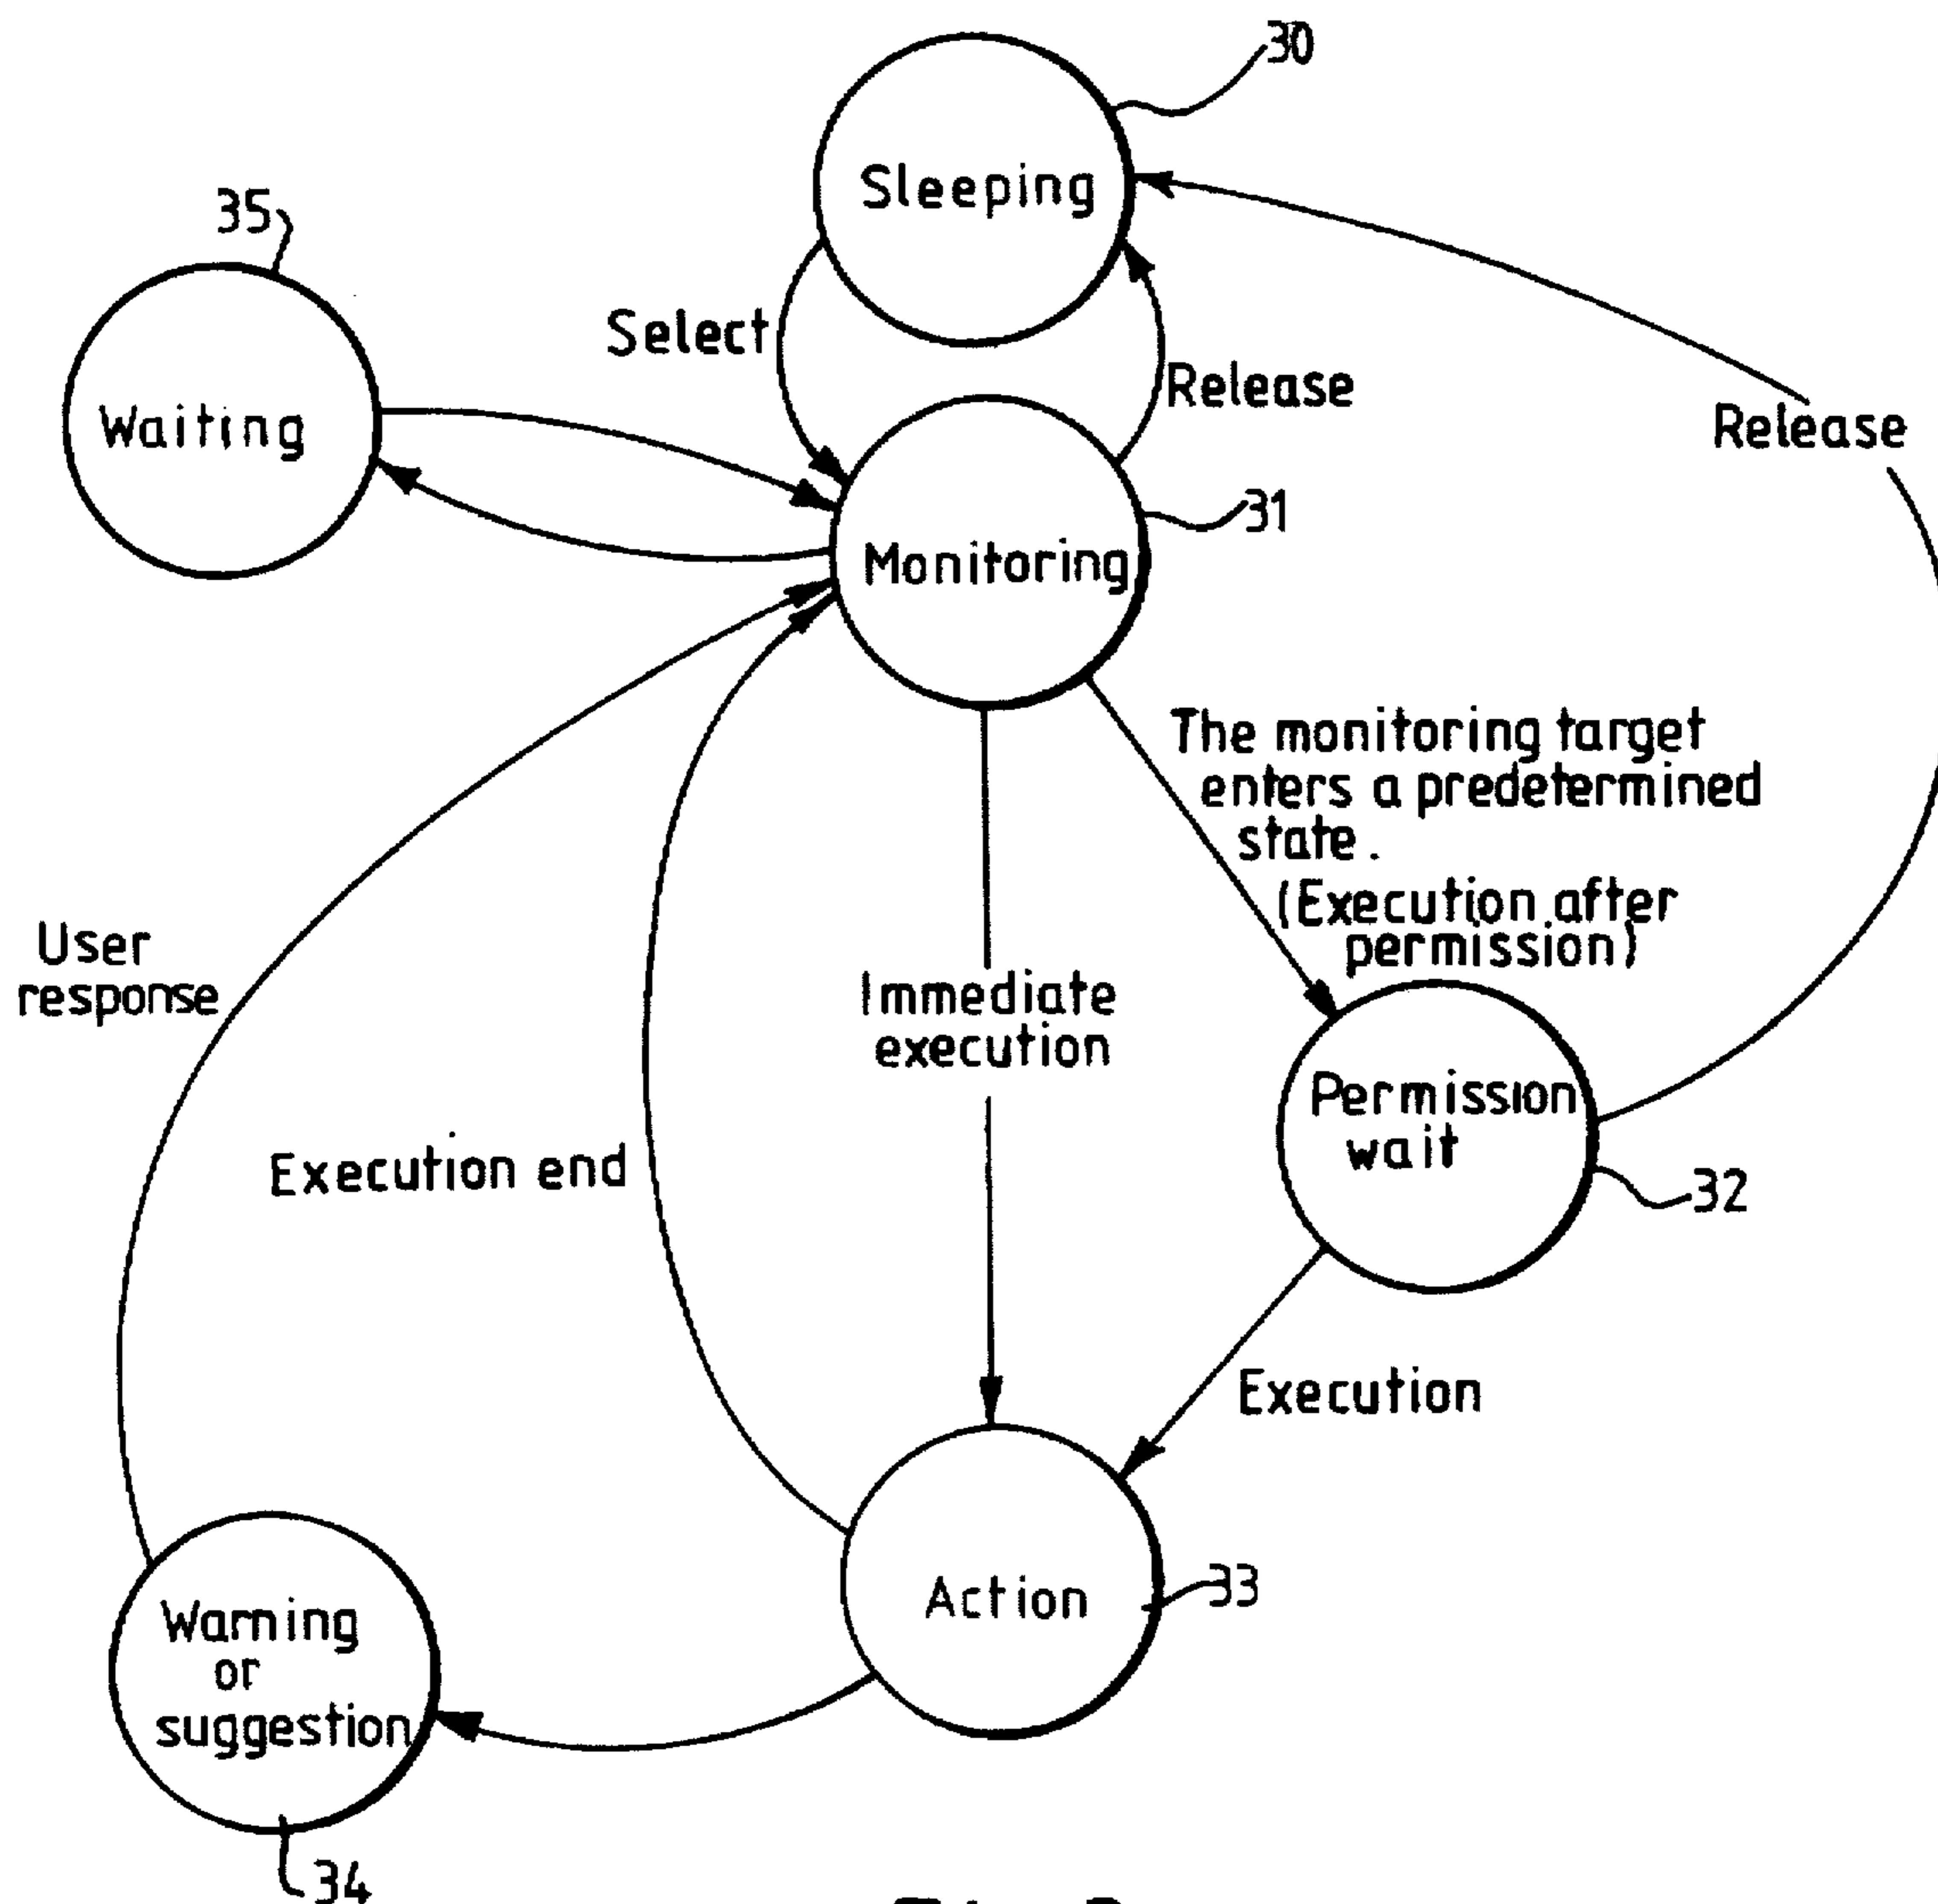 30
Sleeping
35
Select
Release
Waiting
Release
31
Monitoring
The monitoring target
enters a predetermined
state.
(Execution after
permission)
User
response
Immediate
execution
Permission
wait
Execution end
32
Execution
Action
33
Warning
or
suggestion
34